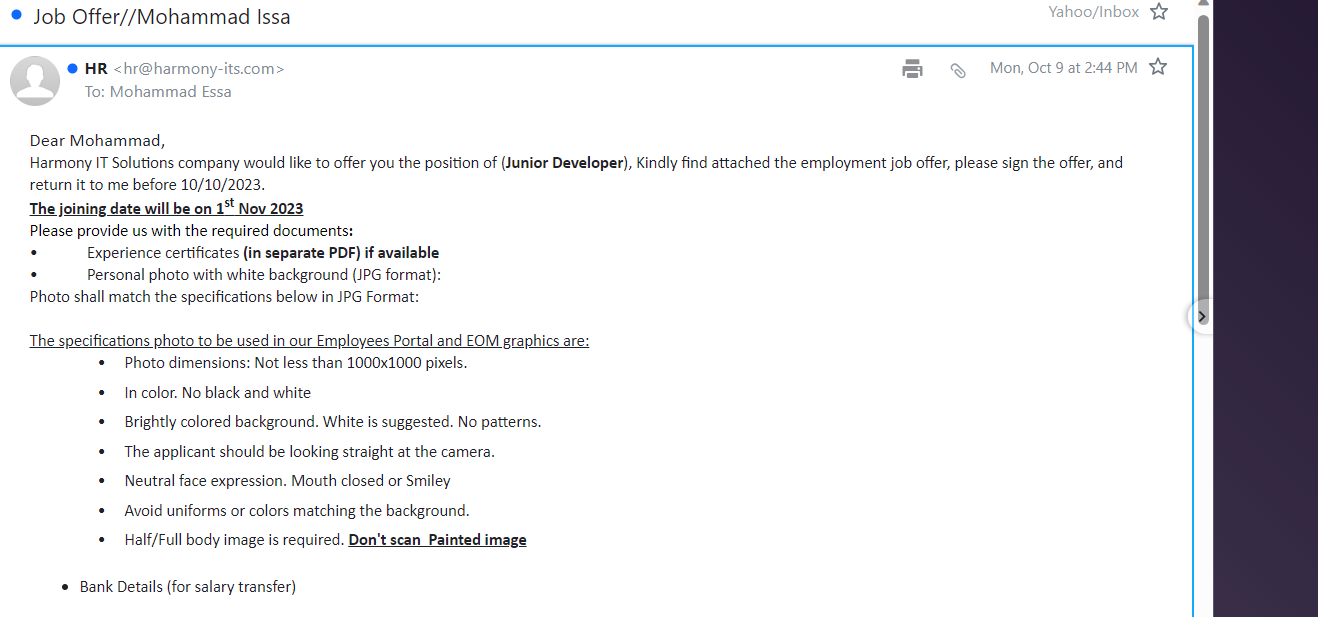 Job Offer//Mohammad Issa
Yahoo/Inbox
HR <hr@harmony-its.com>
Mon, Oct 9 at 2:44 PM
To: Mohammad Essa
Dear Mohammad,
Harmony IT Solutions company would like to offer you the position of (Junior Developer), Kindly find attached the employment job offer, please sign the offer, and
return it to me before 10/10/2023.
The joining date will be on 1st Nov 2023
Please provide us with the required documents:
• Experience certificates (in separate PDF) if available
• Personal photo with white background (JPG format):
Photo shall match the specifications below in JPG Format:
The specifications photo to be used in our Employees Portal and EOM graphics are:
• Photo dimensions: Not less than 1000x1000 pixels.
• In color. No black and white
• Brightly colored background. White is suggested. No patterns.
• The applicant should be looking straight at the camera.
• Neutral face expression. Mouth closed or Smiley
• Avoid uniforms or colors matching the background.
• Half/Full body image is required. Don't scan Painted image
• Bank Details (for salary transfer)